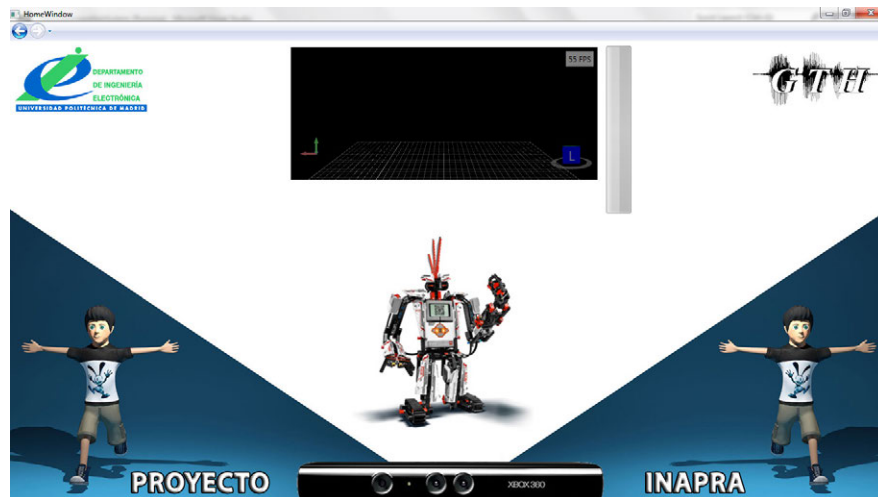 HomeWindow
55 FPS
DEPARTAMENTO
DE INGENIERÍA
ELECTRÓNICA
UNIVERSIDAD POLITÉCNICA DE MADRID
GTH
L
PROYECTO
XBOX 360
INAPRA